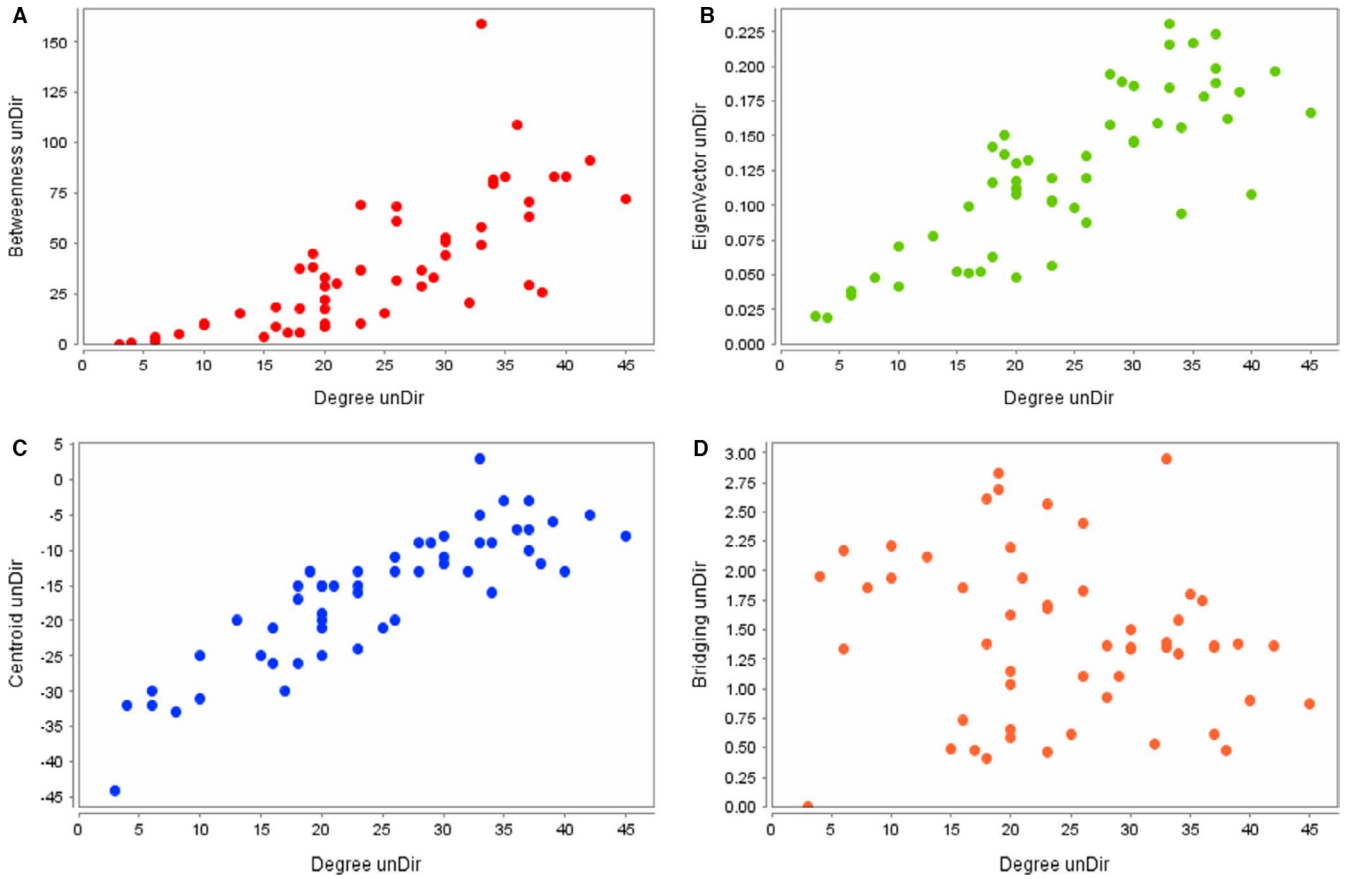 A
Betweenness unDir
150
125
100
75
50
25
0
0 5 10 15 20 25 30 35 40 45
Degree unDir
B
EigenVector unDir
0.225
0.200
0.175
0.150
0.125
0.100
0.075
0.050
0.025
0.000
0 5 10 15 20 25 30 35 40 45
Degree unDir
C
Centroid unDir
5
0
-5
-10
-15
-20
-25
-30
-35
-40
-45
0 5 10 15 20 25 30 35 40 45
Degree unDir
D
Bridging unDir
3.00
2.75
2.50
2.25
2.00
1.75
1.50
1.25
1.00
0.75
0.50
0.25
0.00
0 5 10 15 20 25 30 35 40 45
Degree unDir